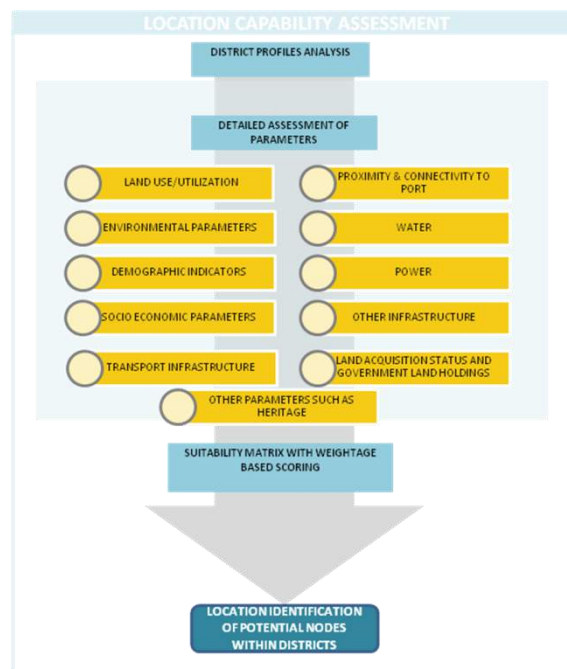 LOCATION CAPABILITY ASSESSMENT
DISTRICT PROFILES ANALYSIS
DETAILED ASSESSMENT OF
PARAMETERS
LAND USE/UTILIZATION
PROXIMITY & CONNECTIVITY TO
PORT
ENVIRONMENTAL PARAMETERS
WATER
DEMOGRAPHIC INDICATORS
POWER
SOCIO ECONOMIC PARAMETERS
OTHER INFRASTRUCTURE
TRANSPORT INFRASTRUCTURE
LAND ACQUISITION STATUS AND
GOVERNMENT LAND HOLDINGS
OTHER PARAMETERS SUCH AS
HERITAGE
SUITABILITY MATRIX WITH WEIGHTAGE
BASED SCORING
LOCATION IDENTIFICATION
OF POTENTIAL NODES
WITHIN DISTRICTS